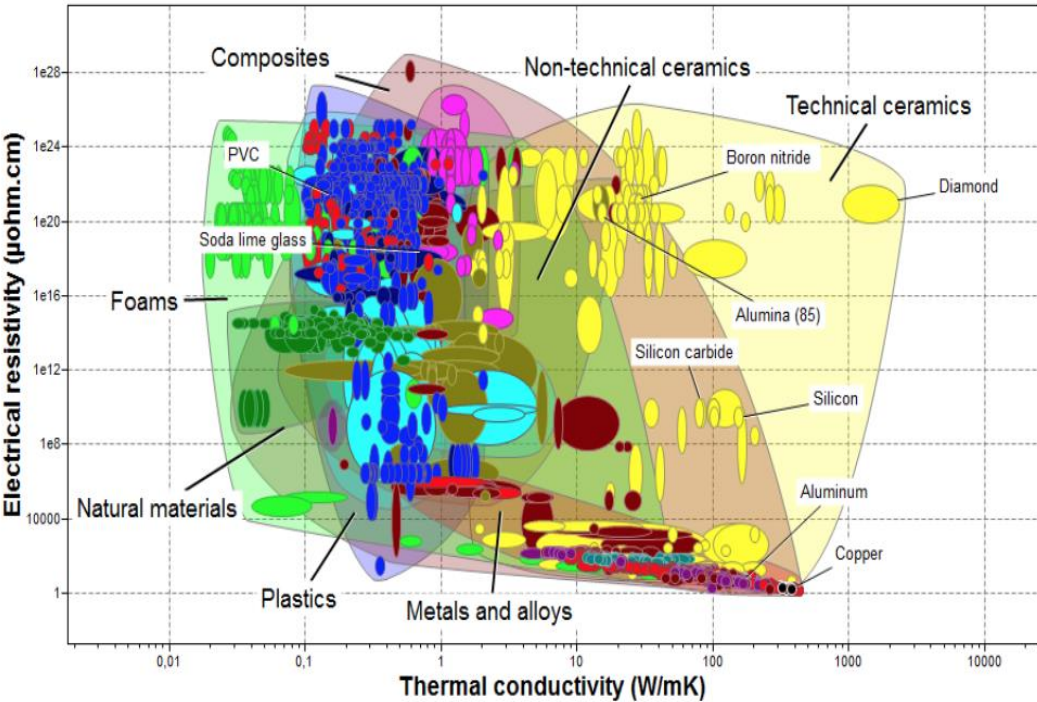 Composites
Non-technical ceramics
Technical ceramics
1e28
1e24
PVC
Boron nitride
Diamond
1e20
Soda lime glass
Foams
1e16
Alumina (85)
Silicon carbide
1e12
Silicon
1e8
Natural materials
Aluminum
10000
Copper
Plastics
Metals and alloys
1
Electrical resistivity (µohm.cm)
0,01
0,1
1
10
100
1000
10000
Thermal conductivity (W/mK)